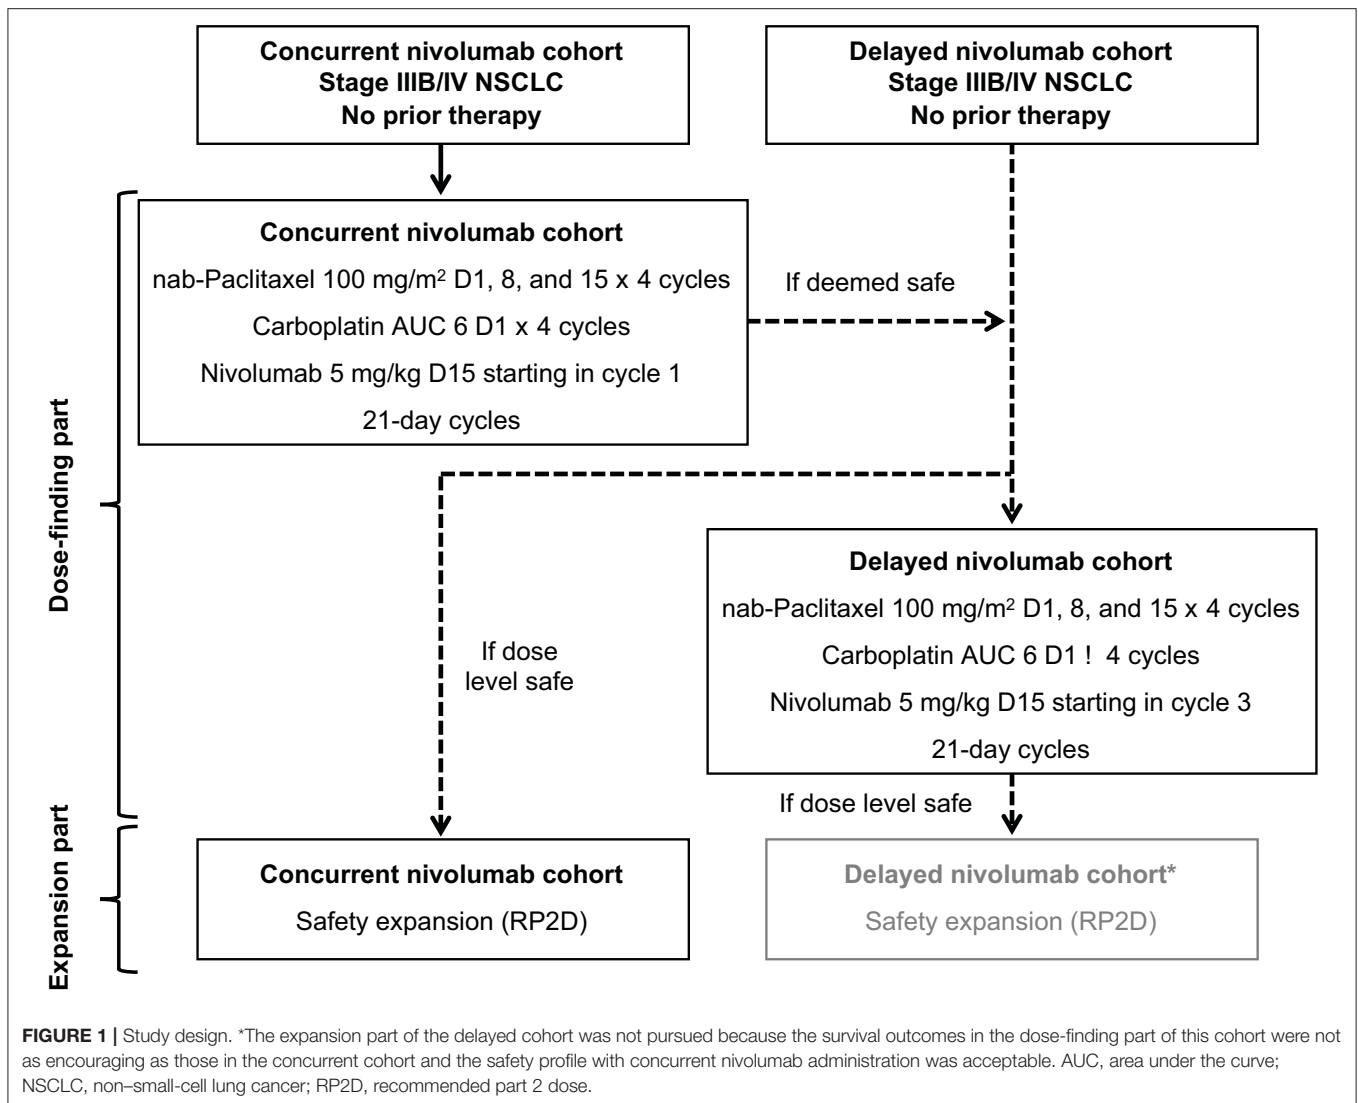 Concurrent nivolumab cohort
Stage IIIB/IV NSCLC
No prior therapy
Delayed nivolumab cohort
Stage IIIB/IV NSCLC
No prior therapy
Dose-finding part
Concurrent nivolumab cohort
nab-Paclitaxel 100 mg/m² D1, 8, and 15 x 4 cycles
Carboplatin AUC 6 D1 x 4 cycles
Nivolumab 5 mg/kg D15 starting in cycle 1
21-day cycles
If deemed safe
If dose
level safe
Delayed nivolumab cohort
nab-Paclitaxel 100 mg/m² D1, 8, and 15 x 4 cycles
Carboplatin AUC 6 D1 ! 4 cycles
Nivolumab 5 mg/kg D15 starting in cycle 3
21-day cycles
If dose level safe
Expansion part
Concurrent nivolumab cohort
Safety expansion (RP2D)
Delayed nivolumab cohort*
Safety expansion (RP2D)
FIGURE 1 | Study design. *The expansion part of the delayed cohort was not pursued because the survival outcomes in the dose-finding part of this cohort were not
as encouraging as those in the concurrent cohort and the safety profile with concurrent nivolumab administration was acceptable. AUC, area under the curve;
NSCLC, non–small-cell lung cancer; RP2D, recommended part 2 dose.